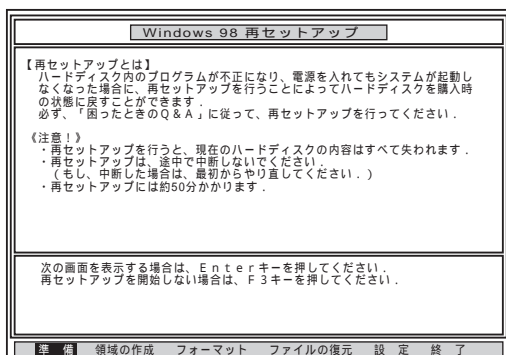 Windows 98 再セットアップ
【再セットアップとは】
ハードディスク内のプログラムが不正になり、電源を入れてもシステムが起動し
なくなった場合に、再セットアップを行うことによってハードディスクを購入時
の状態に戻すことができます．
必ず、「困ったときのＱ＆Ａ」に従って、再セットアップを行ってください．
《注意！》
・再セットアップを行うと、現在のハードディスクの内容はすべて失われます．
・再セットアップは、途中で中断しないでください．
（もし、中断した場合は、最初からやり直してください．）
・再セットアップには約50分かかります．
次の画面を表示する場合は、Ｅｎｔｅｒキーを押してください．
再セットアップを開始しない場合は、Ｆ３キーを押してください．
準　備　領域の作成　フォーマット　ファイルの復元　設　定　終　了